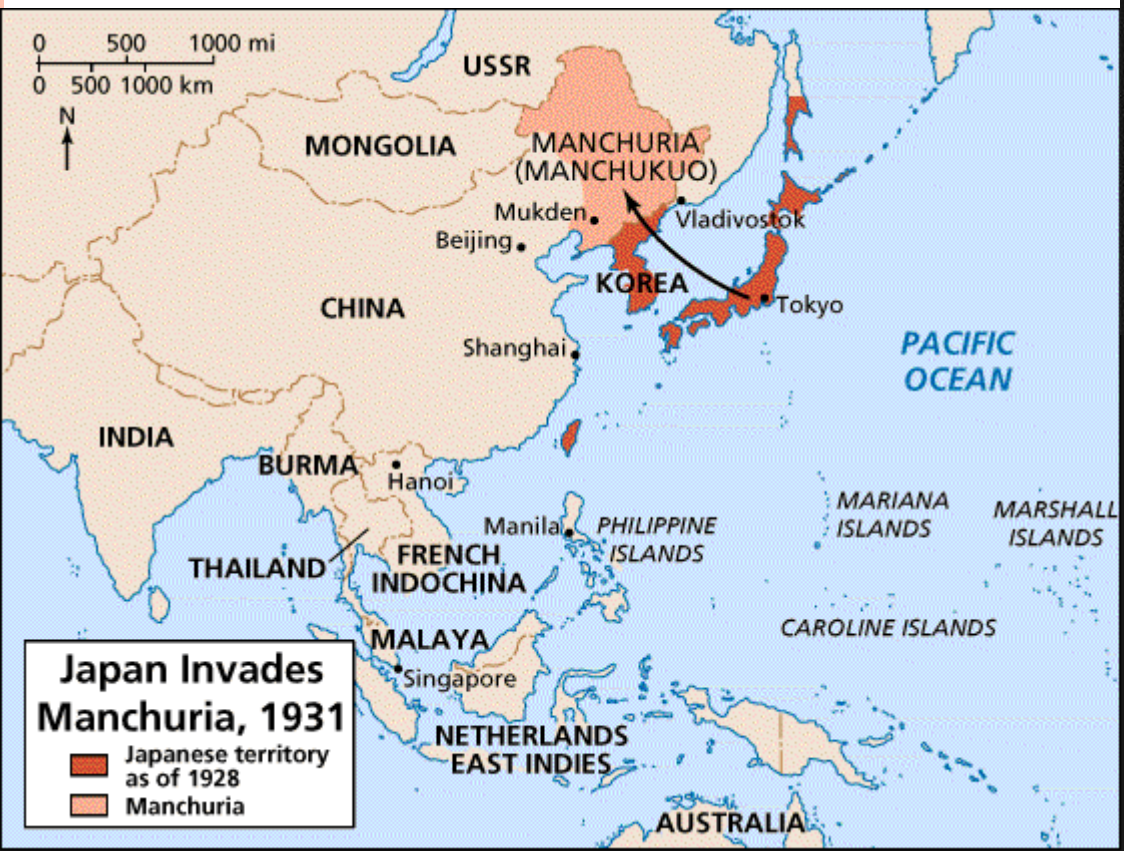 0 500 1000 mi
0 500 1000 km
N
USSR
MONGOLIA
MANCHURIA
(MANCHUKUO)
Mukden
Vladivostok
Beijing
KOREA
CHINA
Tokyo
Shanghai
PACIFIC
OCEAN
INDIA
BURMA
Hanoi
MARIANA
ISLANDS
MARSHALL
ISLANDS
Manila
PHILIPPINE
ISLANDS
THAILAND
FRENCH
INDOCHINA
CAROLINE ISLANDS
MALAYA
Singapore
NETHERLANDS
EAST INDIES
AUSTRALIA
Japan Invades
Manchuria, 1931
Japanese territory
as of 1928
Manchuria